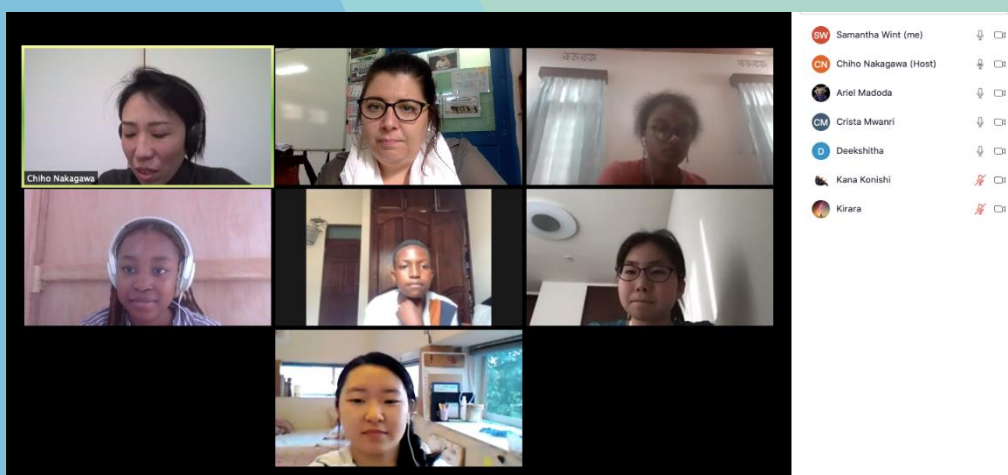 Chiho Nakagawa
SW Samantha Wint (me)
CN Chiho Nakagawa (Host)
Ariel Madoda
CM Crista Mwanri
D Deekshitha
Kana Konishi
Kirara